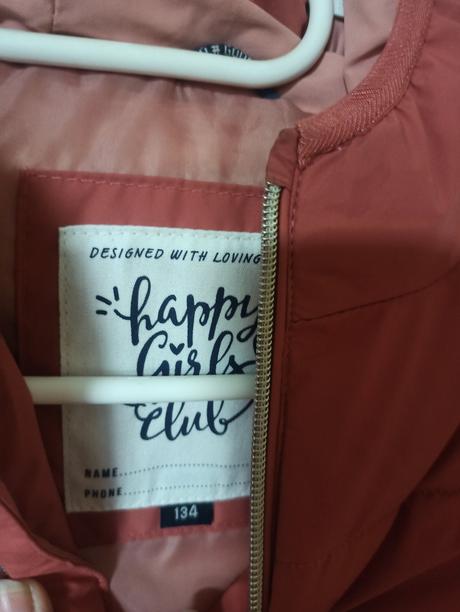 DESIGNED WITH LOVING
happy
Girls
Club
NAME
PHONE
134